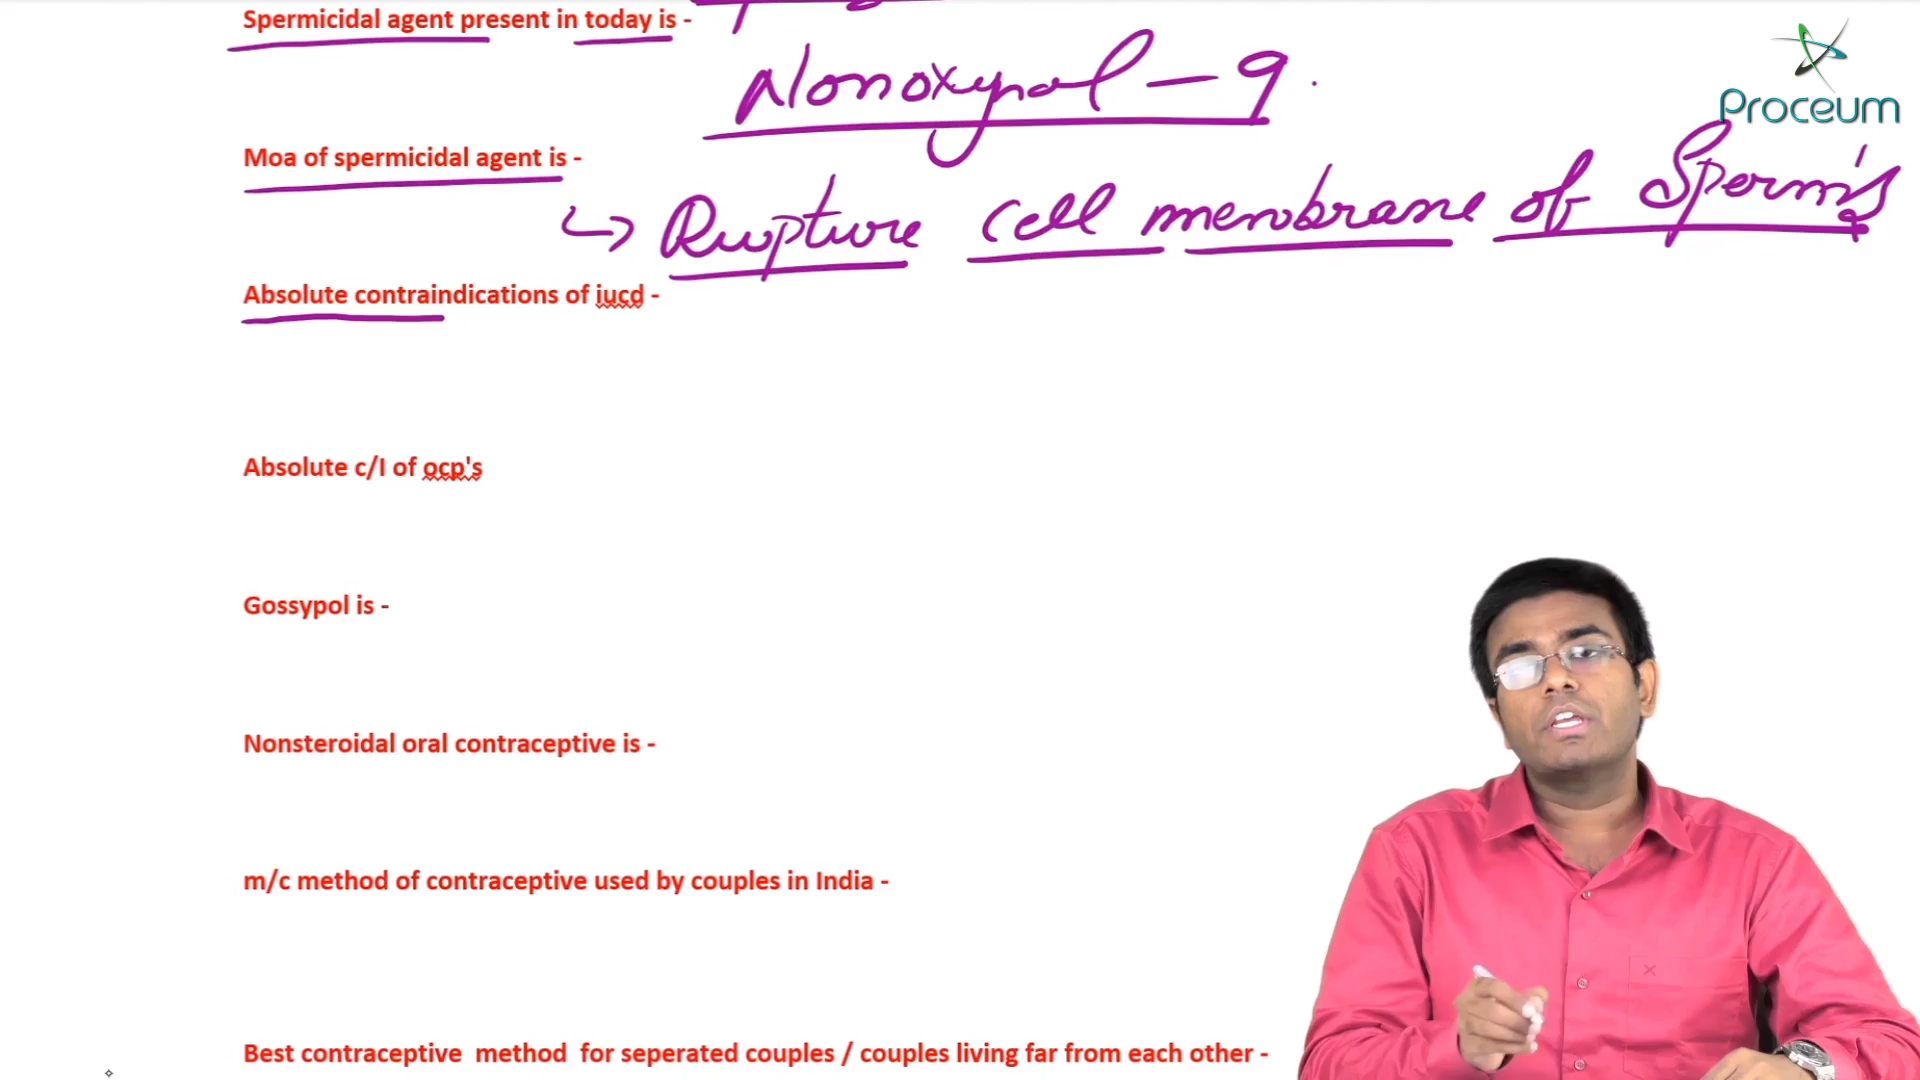 Spermicidal agent present in today is -
Nonoxynol - 9
Proceum
Moa of spermicidal agent is -
↳ Rupture cell membrane of Sperm's
Absolute contraindications of iucd -
Absolute c/I of ocp's
Gossypol is -
Nonsteroidal oral contraceptive is -
m/c method of contraceptive used by couples in India -
Best contraceptive method for seperated couples / couples living far from each other -